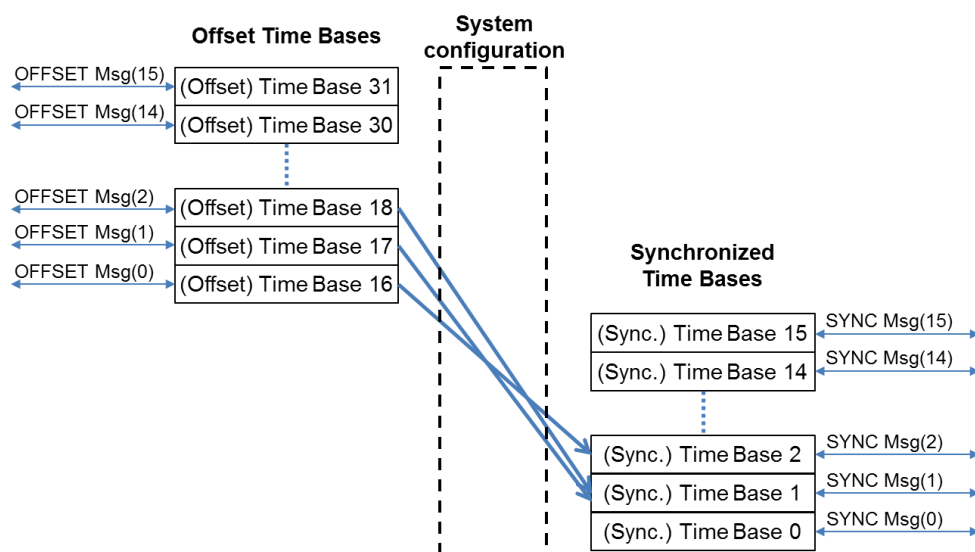 Offset Time Bases
System
configuration
OFFSET Msg(15)
(Offset) Time Base 31
OFFSET Msg(14)
(Offset) Time Base 30
OFFSET Msg(2)
(Offset) Time Base 18
OFFSET Msg(1)
(Offset) Time Base 17
OFFSET Msg(0)
(Offset) Time Base 16
Synchronized
Time Bases
(Sync.) Time Base 15
SYNC Msg(15)
(Sync.) Time Base 14
SYNC Msg(14)
(Sync.) Time Base 2
SYNC Msg(2)
(Sync.) Time Base 1
SYNC Msg(1)
(Sync.) Time Base 0
SYNC Msg(0)